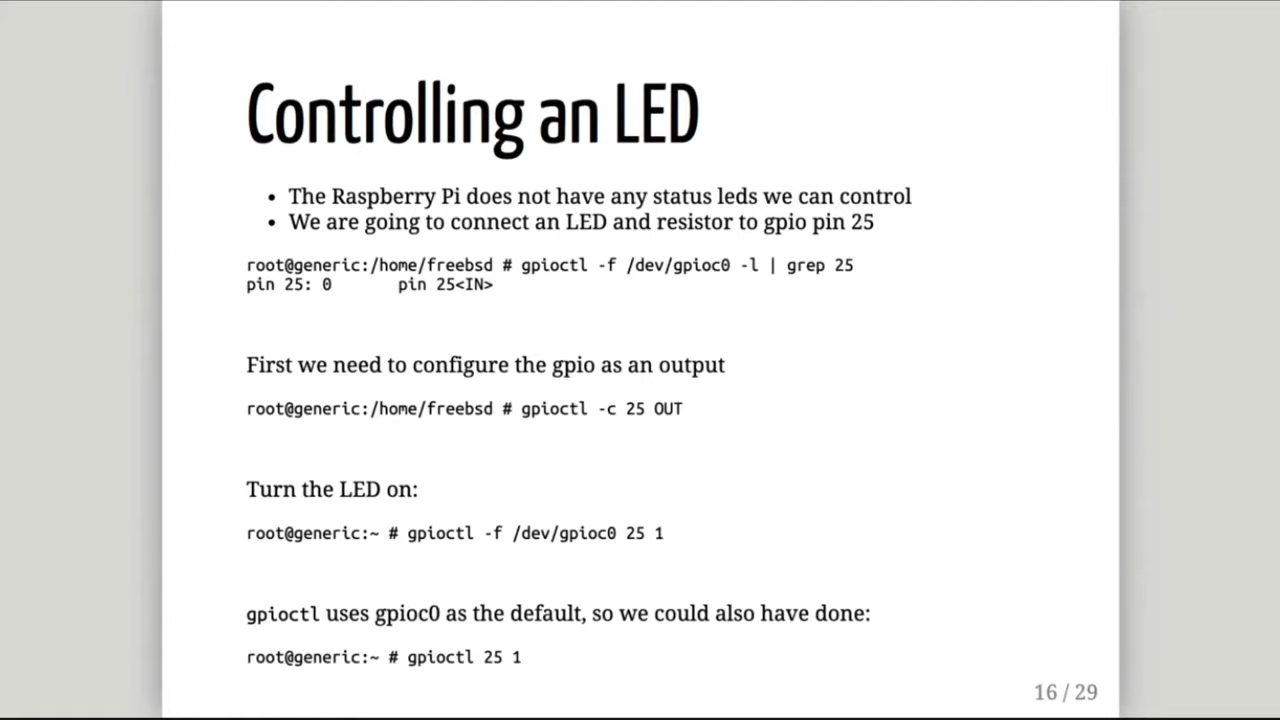 Controlling an LED
• The Raspberry Pi does not have any status leds we can control
• We are going to connect an LED and resistor to gpio pin 25
root@generic:/home/freebsd # gpioctl -f /dev/gpioc0 -l | grep 25
pin 25: 0       pin 25<IN>
First we need to configure the gpio as an output
root@generic:/home/freebsd # gpioctl -c 25 OUT
Turn the LED on:
root@generic:~ # gpioctl -f /dev/gpioc0 25 1
gpioctl uses gpioc0 as the default, so we could also have done:
root@generic:~ # gpioctl 25 1
16 / 29